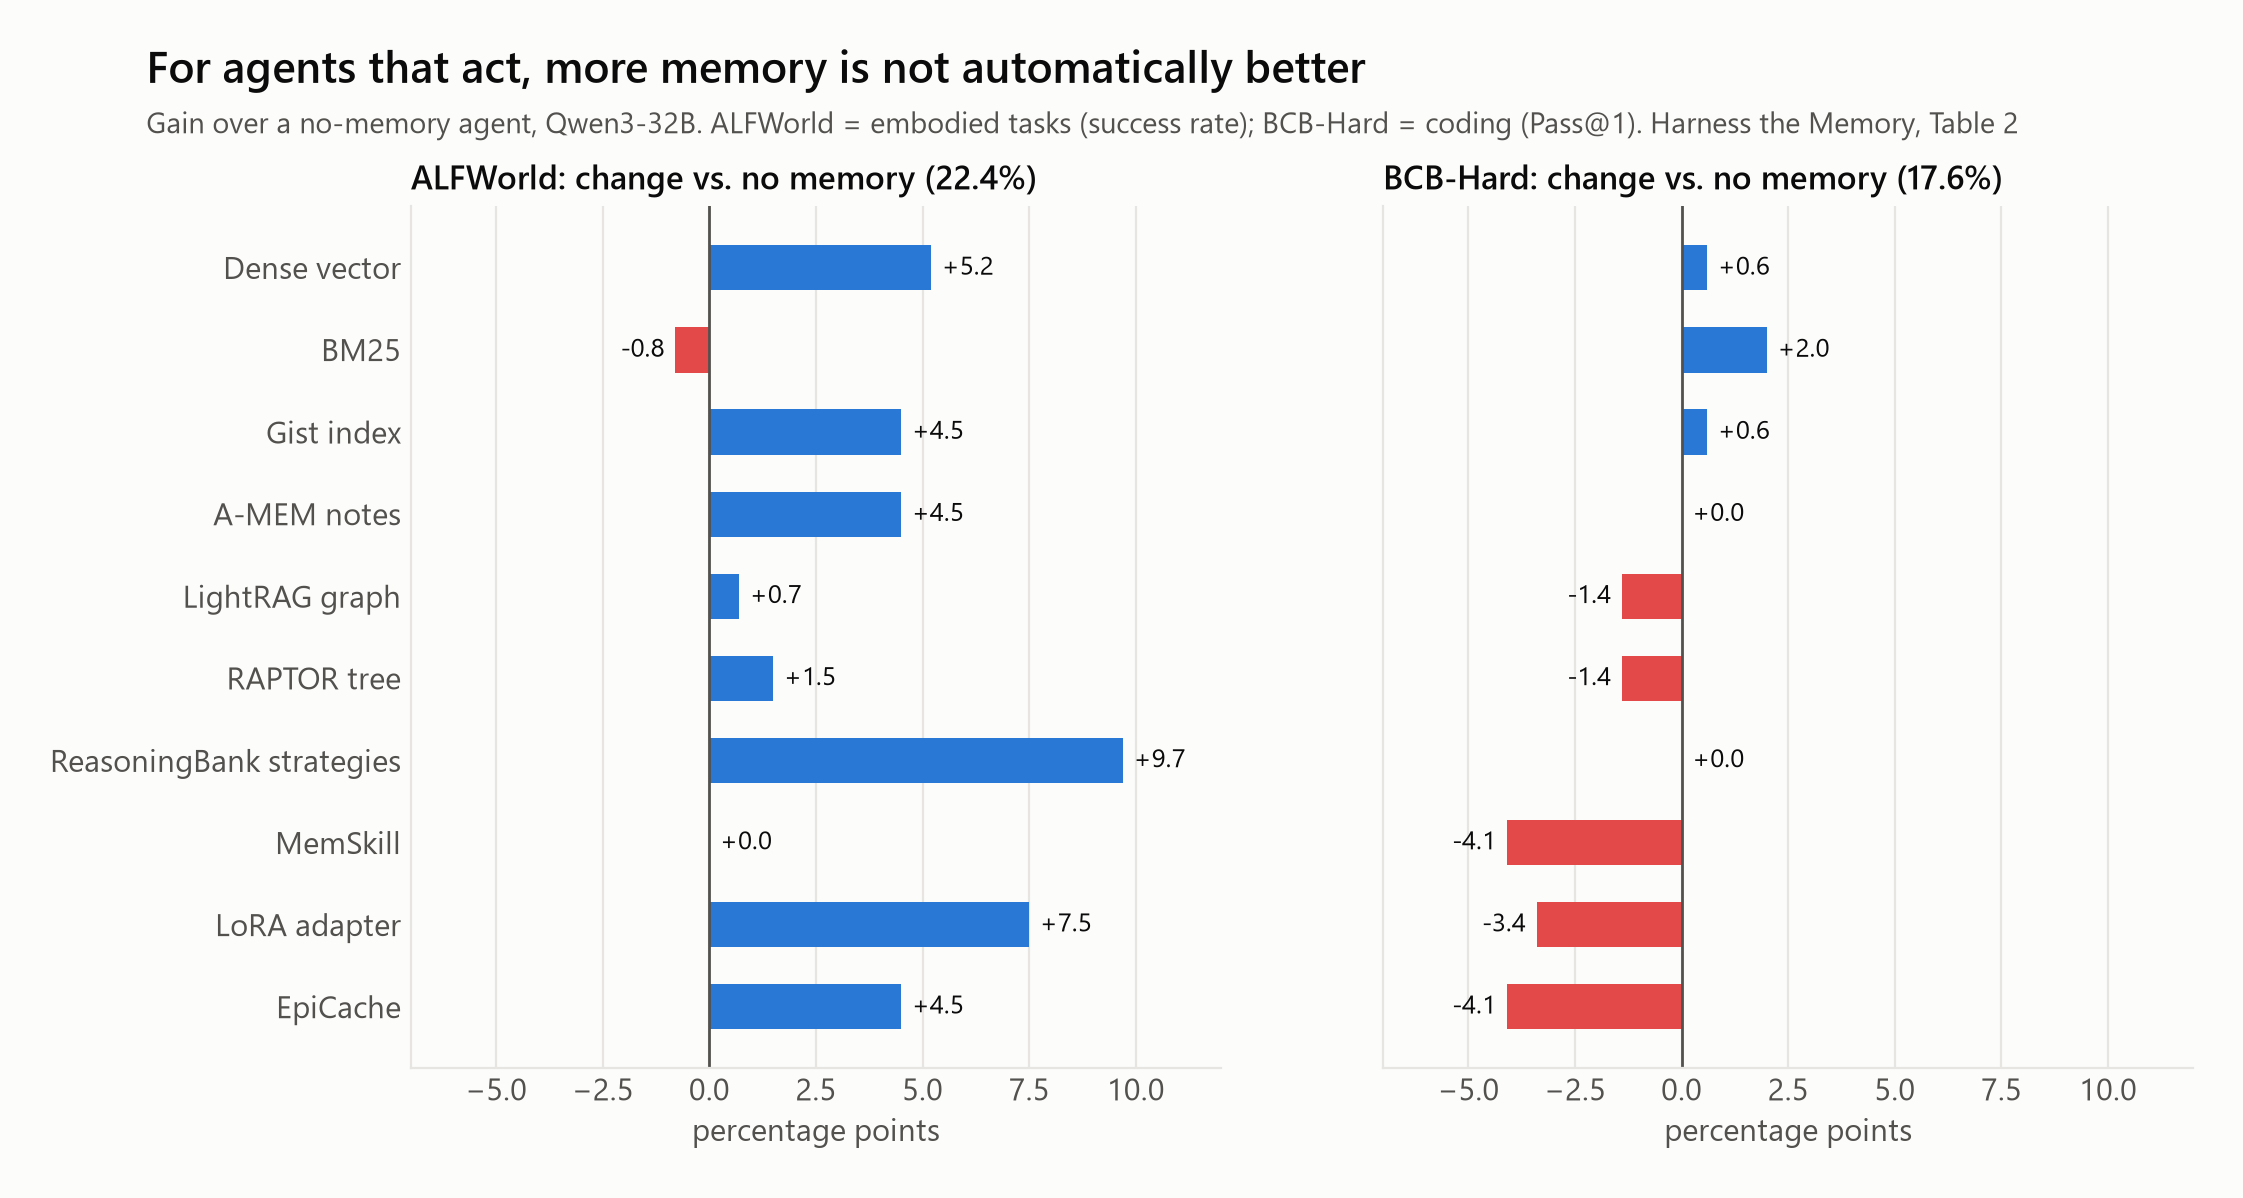 For agents that act, more memory is not automatically better
Gain over a no-memory agent, Qwen3-32B. ALFWorld = embodied tasks (success rate); BCB-Hard = coding (Pass@1). Harness the Memory, Table 2
ALFWorld: change vs. no memory (22.4%)
Dense vector +5.2
BM25 -0.8
Gist index +4.5
A-MEM notes +4.5
LightRAG graph +0.7
RAPTOR tree +1.5
ReasoningBank strategies +9.7
MemSkill +0.0
LoRA adapter +7.5
EpiCache +4.5
−5.0 −2.5 0.0 2.5 5.0 7.5 10.0
percentage points
BCB-Hard: change vs. no memory (17.6%)
+0.6
+2.0
+0.6
+0.0
-1.4
-1.4
+0.0
-4.1
-3.4
-4.1
−5.0 −2.5 0.0 2.5 5.0 7.5 10.0
percentage points